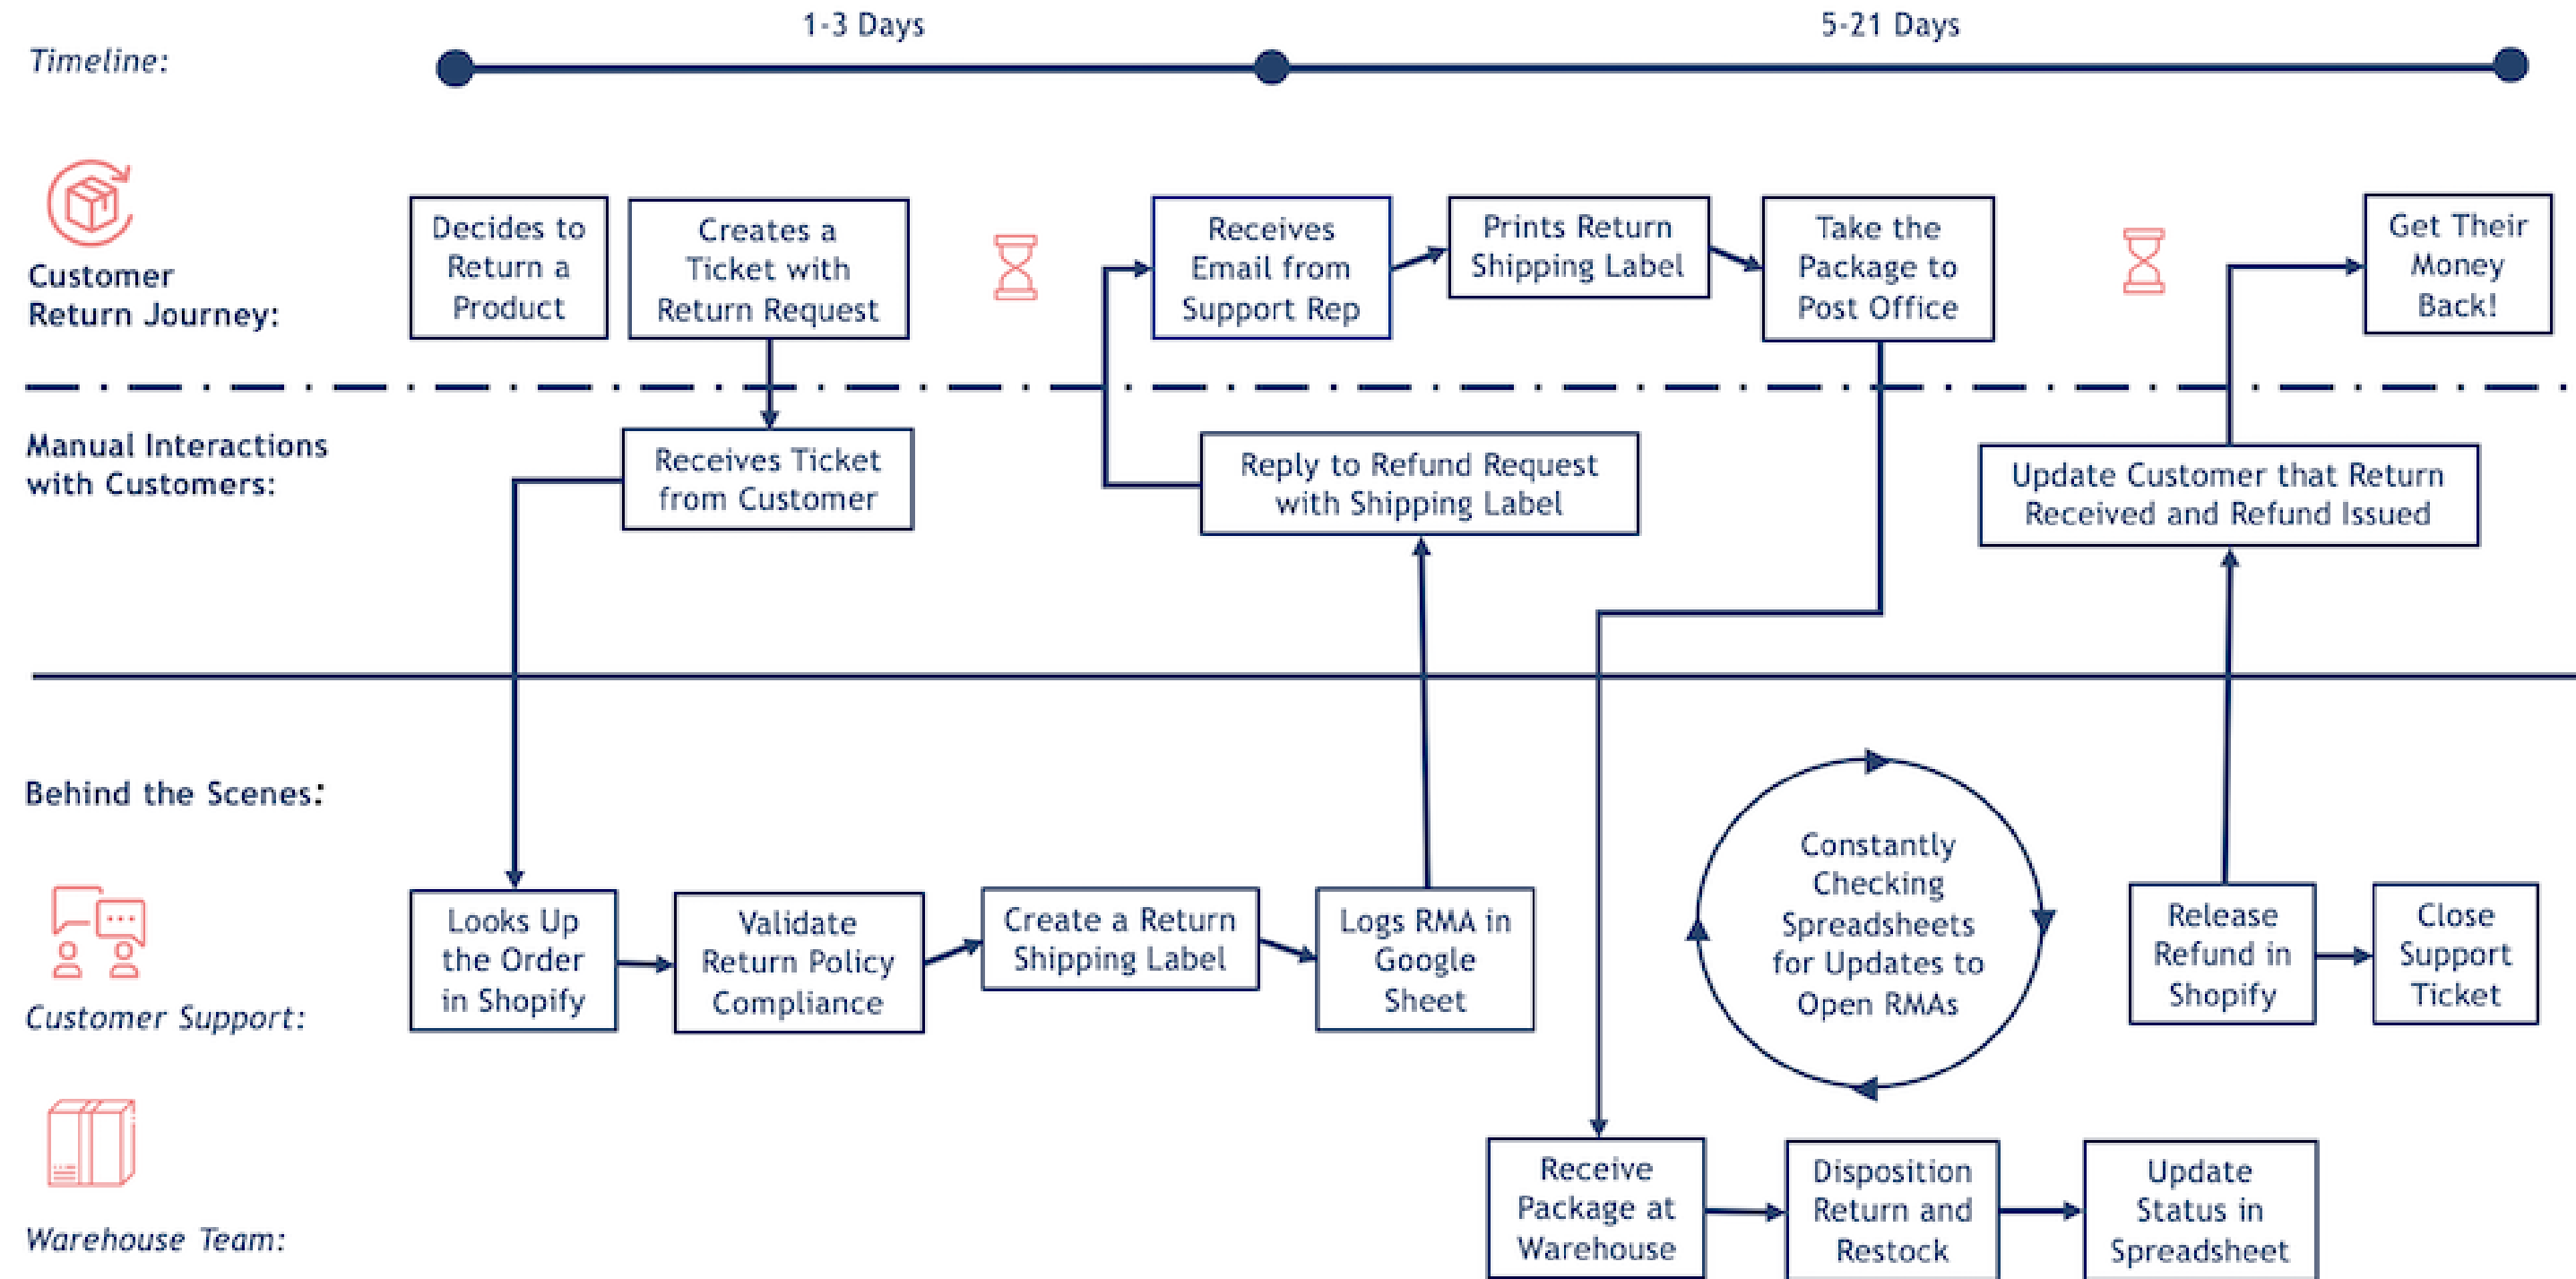 1-3 Days
5-21 Days
Timeline:
Decides to
Return a
Product
Creates a
Ticket with
Return Request
Receives
Email from
Support Rep
Prints Return
Shipping Label
Take the
Package to
Post Office
Get Their
Money
Back!
Customer
Return Journey:
Manual Interactions
with Customers:
Receives Ticket
from Customer
Reply to Refund Request
with Shipping Label
Update Customer that Return
Received and Refund Issued
Behind the Scenes:
Constantly
Checking
Spreadsheets
for Updates to
Open RMAs
Customer Support:
Looks Up
the Order
in Shopify
Validate
Return Policy
Compliance
Create a Return
Shipping Label
Logs RMA in
Google
Sheet
Release
Refund in
Shopify
Close
Support
Ticket
Warehouse Team:
Receive
Package at
Warehouse
Disposition
Return and
Restock
Update
Status in
Spreadsheet